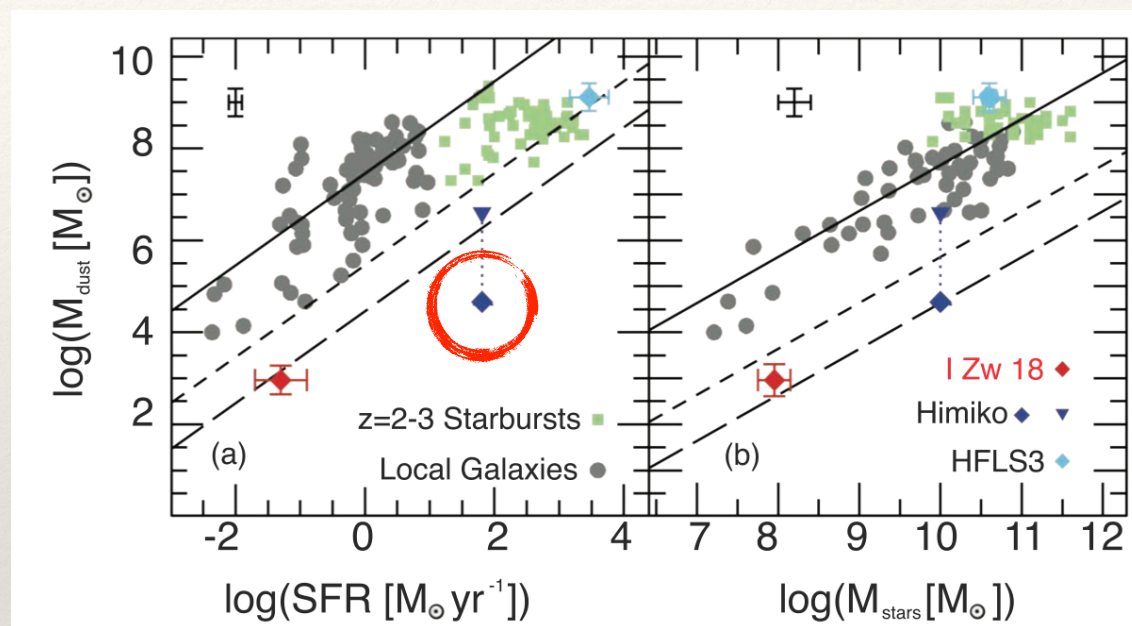 10
8
6
4
2
log(M_dust [M_⊙])
(a)
z=2-3 Starbursts
Local Galaxies
-2 0 2 4
log(SFR [M_⊙ yr^-1])
I Zw 18
Himiko
HFLS3
(b)
7 8 9 10 11
log(M_stars [M_⊙])